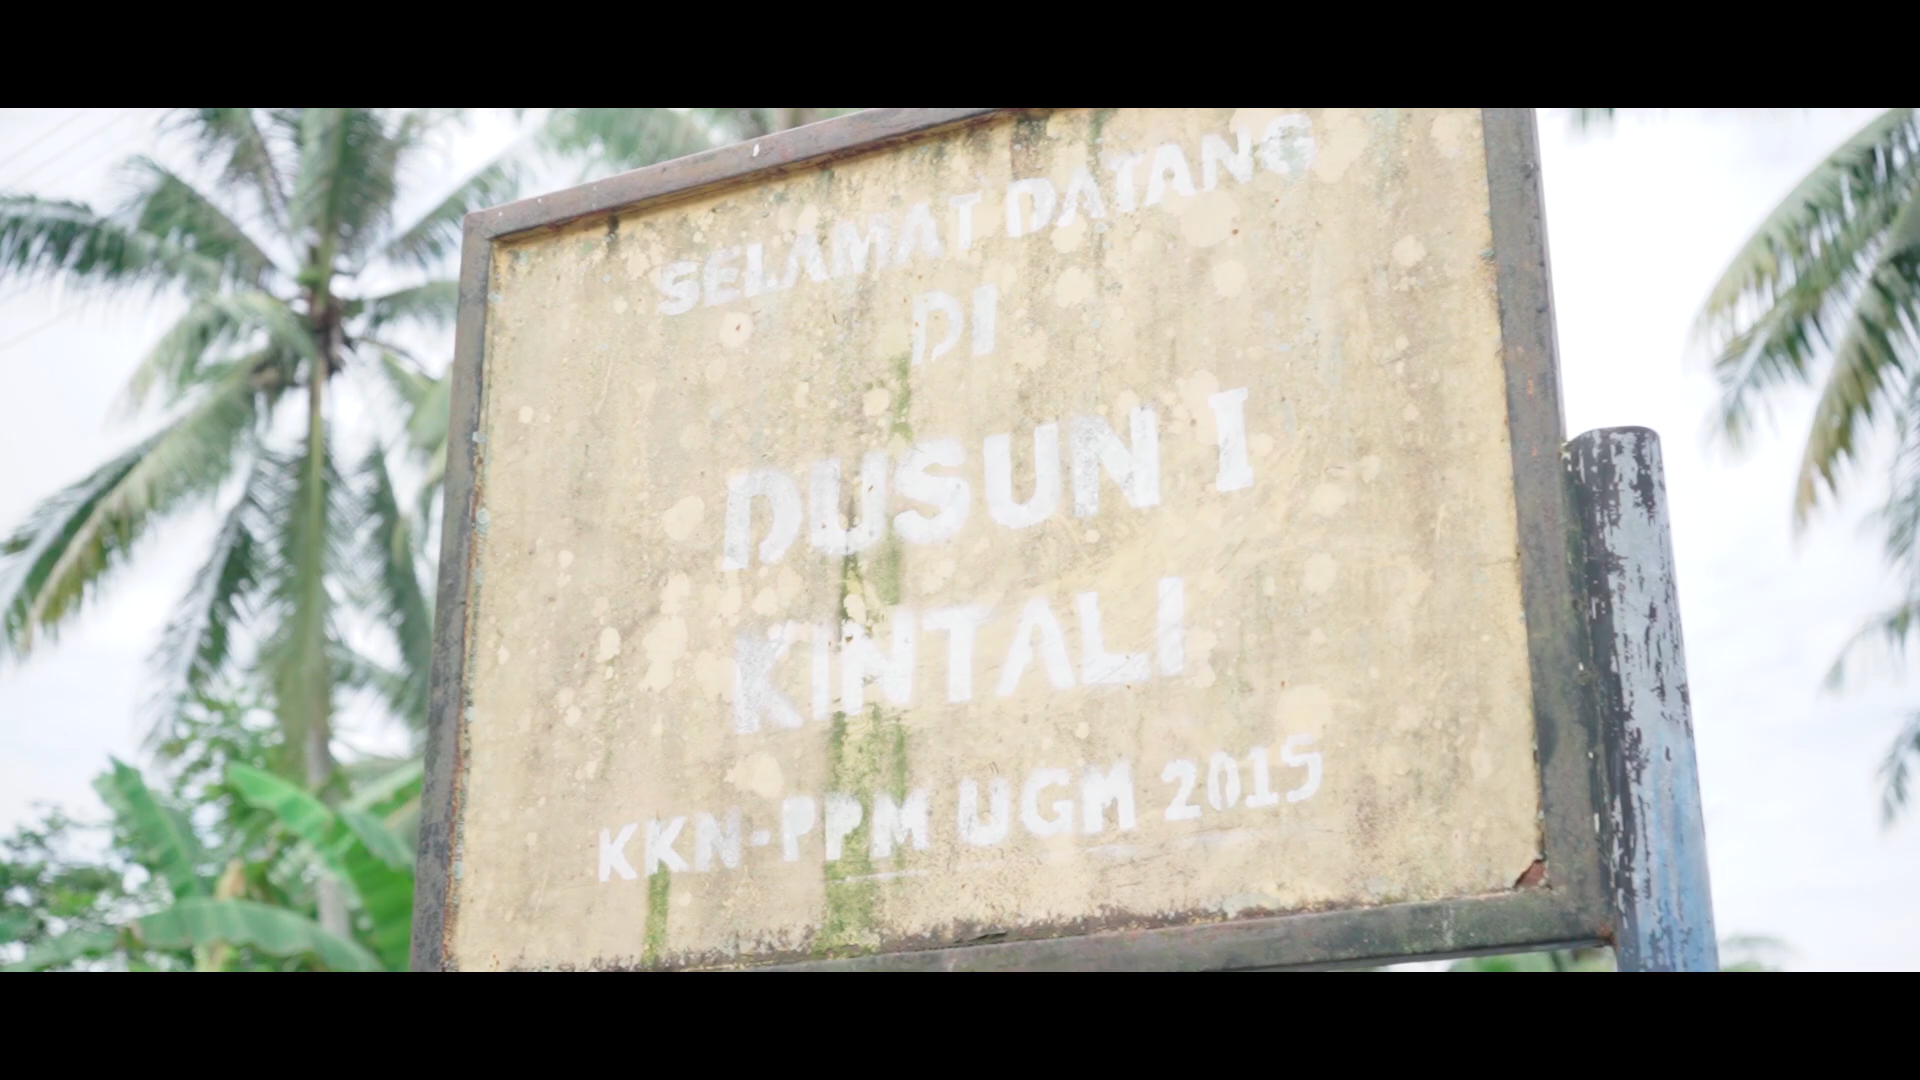 SELAMAT DATANG
DI
DUSUN I
KINTALI
KKN-PPM UGM 2015